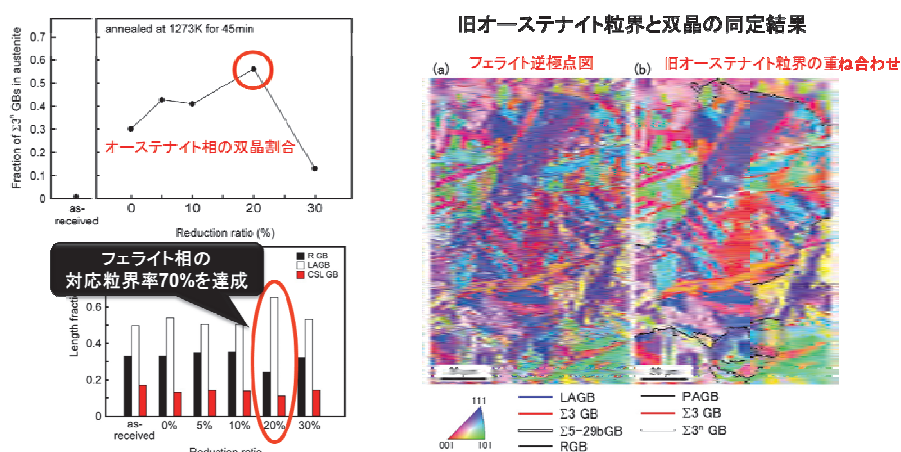 annealed at 1273K for 45min
Fraction of Σ3ⁿ GBs in austenite
0.7
0.6
0.5
0.4
0.3
0.2
0.1
0
オーステナイト相の双晶割合
as-
received
0
10
20
30
Reduction ratio (%)
フェライト相の
対応粒界率70%を達成
R GB
LAGB
CSL GB
Length fraction
0.6
0.4
0.2
0
as-
received
0%
5%
10%
20%
30%
Reduction ratio
旧オーステナイト粒界と双晶の同定結果
(a)
フェライト逆極点図
(b)
旧オーステナイト粒界の重ね合わせ
111
001
101
LAGB
Σ3 GB
Σ5-29bGB
RGB
PAGB
Σ3 GB
Σ3ⁿ GB